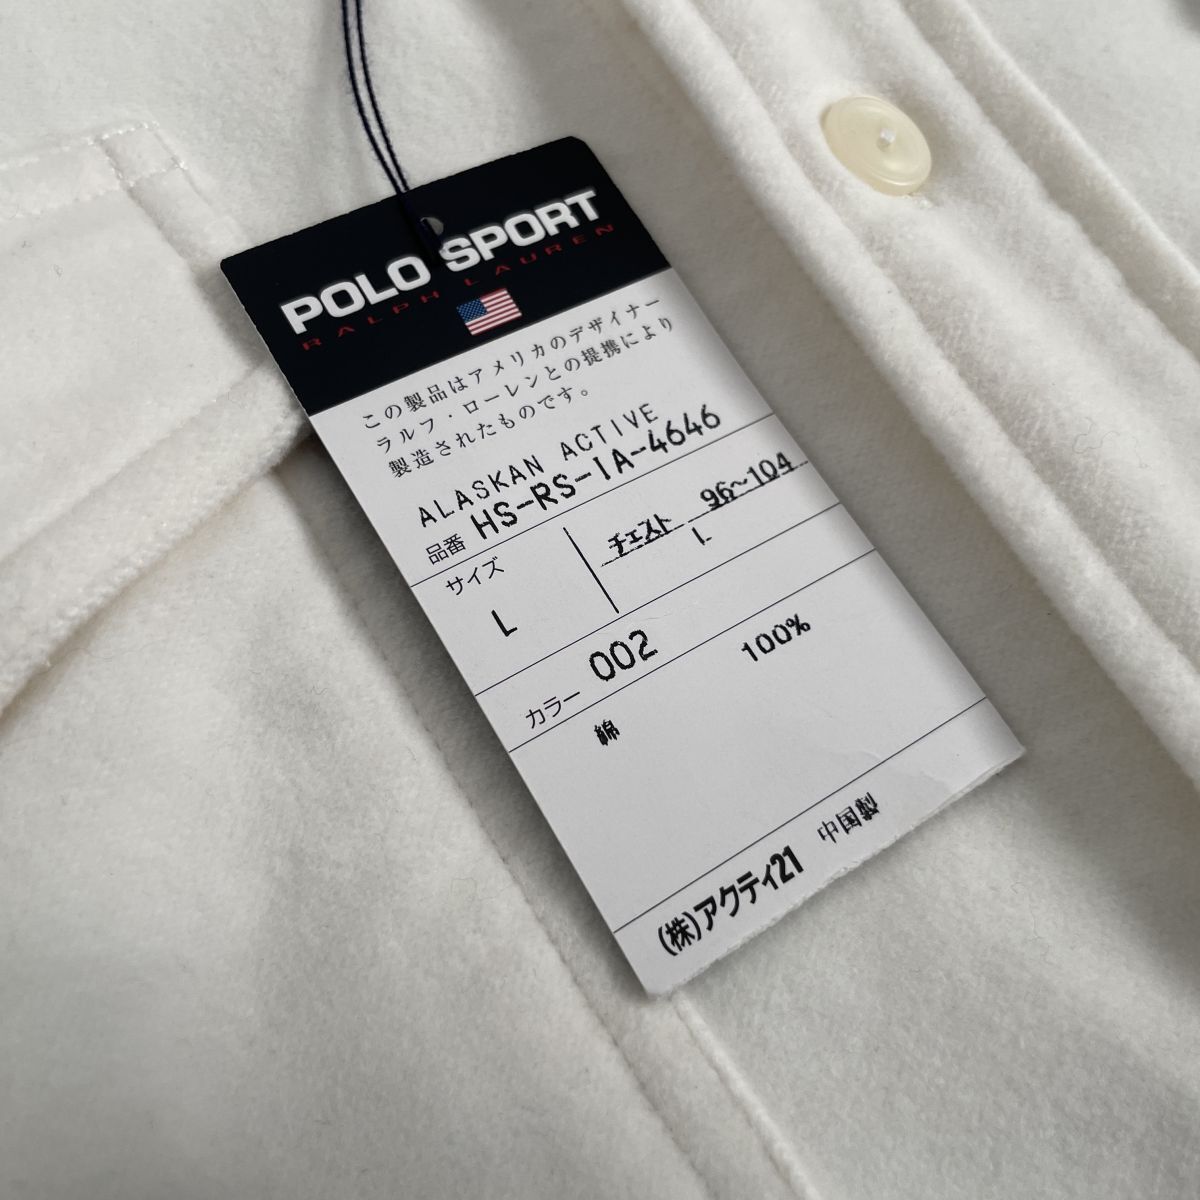 POLO SPORT
RALPH LAUREN
この製品はアメリカのデザイナー
ラルフ・ローレンとの提携により
製造されたものです。
ALASKAN ACTIVE
品番 HS-RS-IA-4646
サイズ チェスト 96~104
L L
カラー 002
綿 100%
(株)アクティ21 中国製